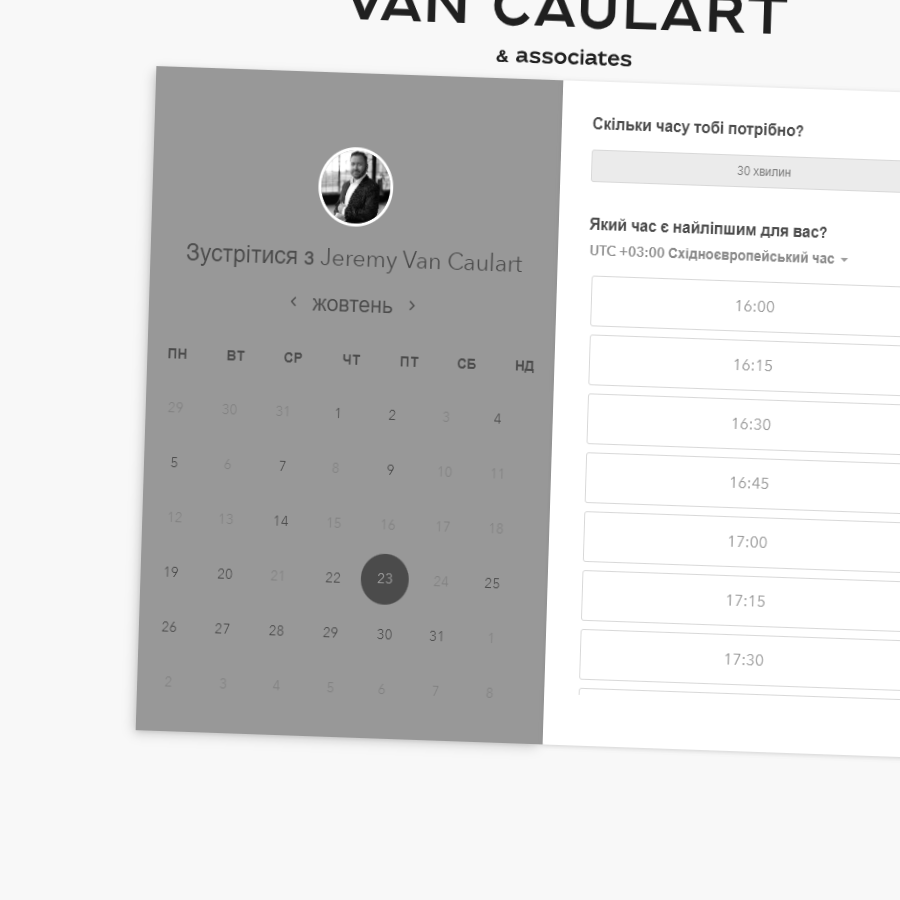 VAN CAULART
& associates
Зустрітися з Jeremy Van Caulart
жовтень
ПН ВТ СР ЧТ ПТ СБ НД
29 30 31 1 2 3 4
5 6 7 8 9 10 11
12 13 14 15 16 17 18
19 20 21 22 23 24 25
26 27 28 29 30 31 1
2 3 4 5 6 7 8
Скільки часу тобі потрібно?
30 хвилин
Який час є найліпшим для вас?
UTC +03:00 Східноєвропейський час
16:00
16:15
16:30
16:45
17:00
17:15
17:30